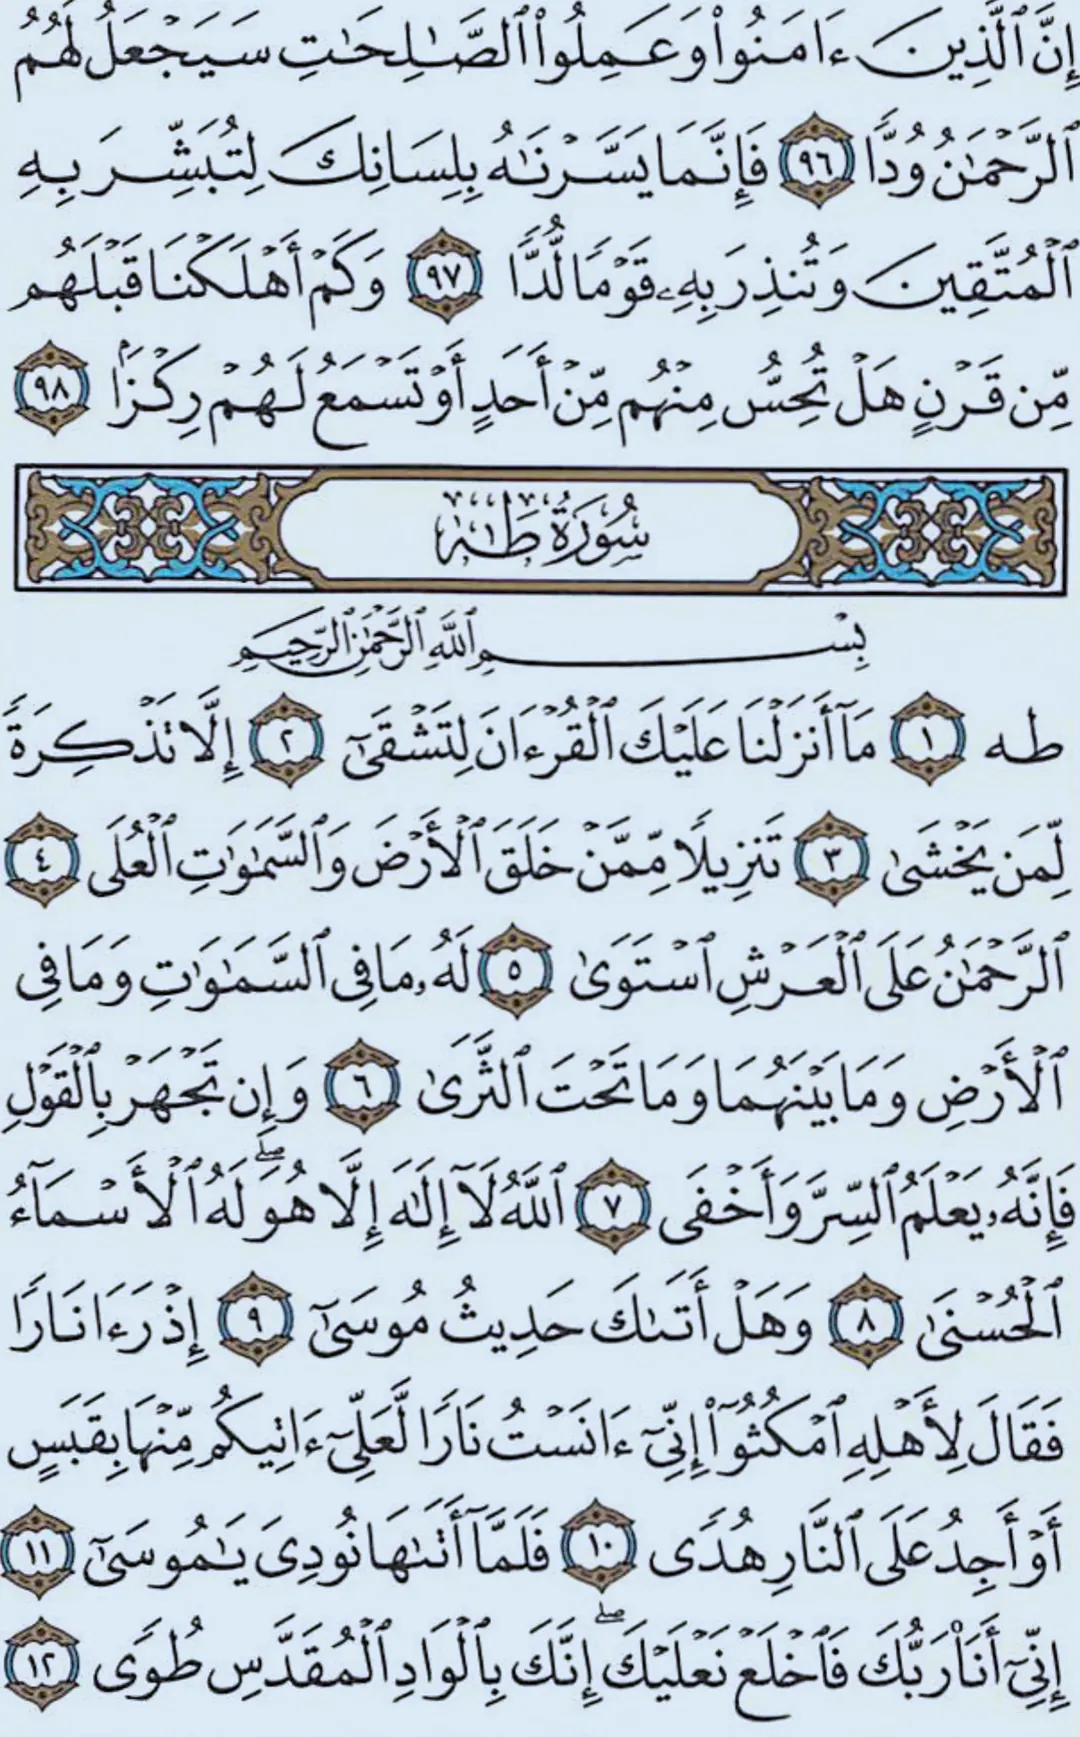 إِنَّ ٱلَّذِينَ ءَامَنُوا۟ وَعَمِلُوا۟ ٱلصَّـٰلِحَـٰتِ سَيَجْعَلُ لَهُمُ
ٱلرَّحْمَـٰنُ وُدًّا ٩٦ فَإِنَّمَا يَسَّرْنَـٰهُ بِلِسَانِكَ لِتُبَشِّرَ بِهِ
ٱلْمُتَّقِينَ وَتُنذِرَ بِهِۦ قَوْمًا لُّدًّا ٩٧ وَكَمْ أَهْلَكْنَا قَبْلَهُم
مِّن قَرْنٍ هَلْ تُحِسُّ مِنْهُم مِّنْ أَحَدٍ أَوْ تَسْمَعُ لَهُمْ رِكْزًۢا ٩٨
سُورَةُ طه
بِسْمِ ٱللَّهِ ٱلرَّحْمَـٰنِ ٱلرَّحِيمِ
طه ١ مَآ أَنزَلْنَا عَلَيْكَ ٱلْقُرْءَانَ لِتَشْقَىٰٓ ٢ إِلَّا تَذْكِرَةً
لِّمَن يَخْشَىٰ ٣ تَنزِيلًا مِّمَّنْ خَلَقَ ٱلْأَرْضَ وَٱلسَّمَـٰوَٰتِ ٱلْعُلَى ٤
ٱلرَّحْمَـٰنُ عَلَى ٱلْعَرْشِ ٱسْتَوَىٰ ٥ لَهُۥ مَا فِى ٱلسَّمَـٰوَٰتِ وَمَا فِى
ٱلْأَرْضِ وَمَا بَيْنَهُمَا وَمَا تَحْتَ ٱلثَّرَىٰ ٦ وَإِن تَجْهَرْ بِٱلْقَوْلِ
فَإِنَّهُۥ يَعْلَمُ ٱلسِّرَّ وَأَخْفَى ٧ ٱللَّهُ لَآ إِلَـٰهَ إِلَّا هُوَ ۖ لَهُ ٱلْأَسْمَآءُ
ٱلْحُسْنَىٰ ٨ وَهَلْ أَتَىٰكَ حَدِيثُ مُوسَىٰٓ ٩ إِذْ رَءَا نَارًا
فَقَالَ لِأَهْلِهِ ٱمْكُثُوٓا۟ إِنِّىٓ ءَانَسْتُ نَارًا لَّعَلِّىٓ ءَاتِيكُم مِّنْهَا بِقَبَسٍ
أَوْ أَجِدُ عَلَى ٱلنَّارِ هُدًى ١٠ فَلَمَّآ أَتَىٰهَا نُودِىَ يَـٰمُوسَىٰٓ ١١
إِنِّىٓ أَنَا۠ رَبُّكَ فَٱخْلَعْ نَعْلَيْكَ ۖ إِنَّكَ بِٱلْوَادِ ٱلْمُقَدَّسِ طُوًى ١٢